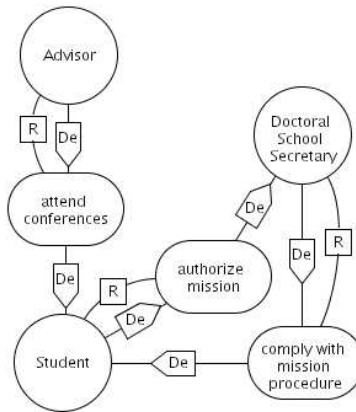 Advisor
R
De
Doctoral
School
Secretary
attend
conferences
De
De
R
authorize
mission
De
R
De
Student
De
comply with
mission
procedure